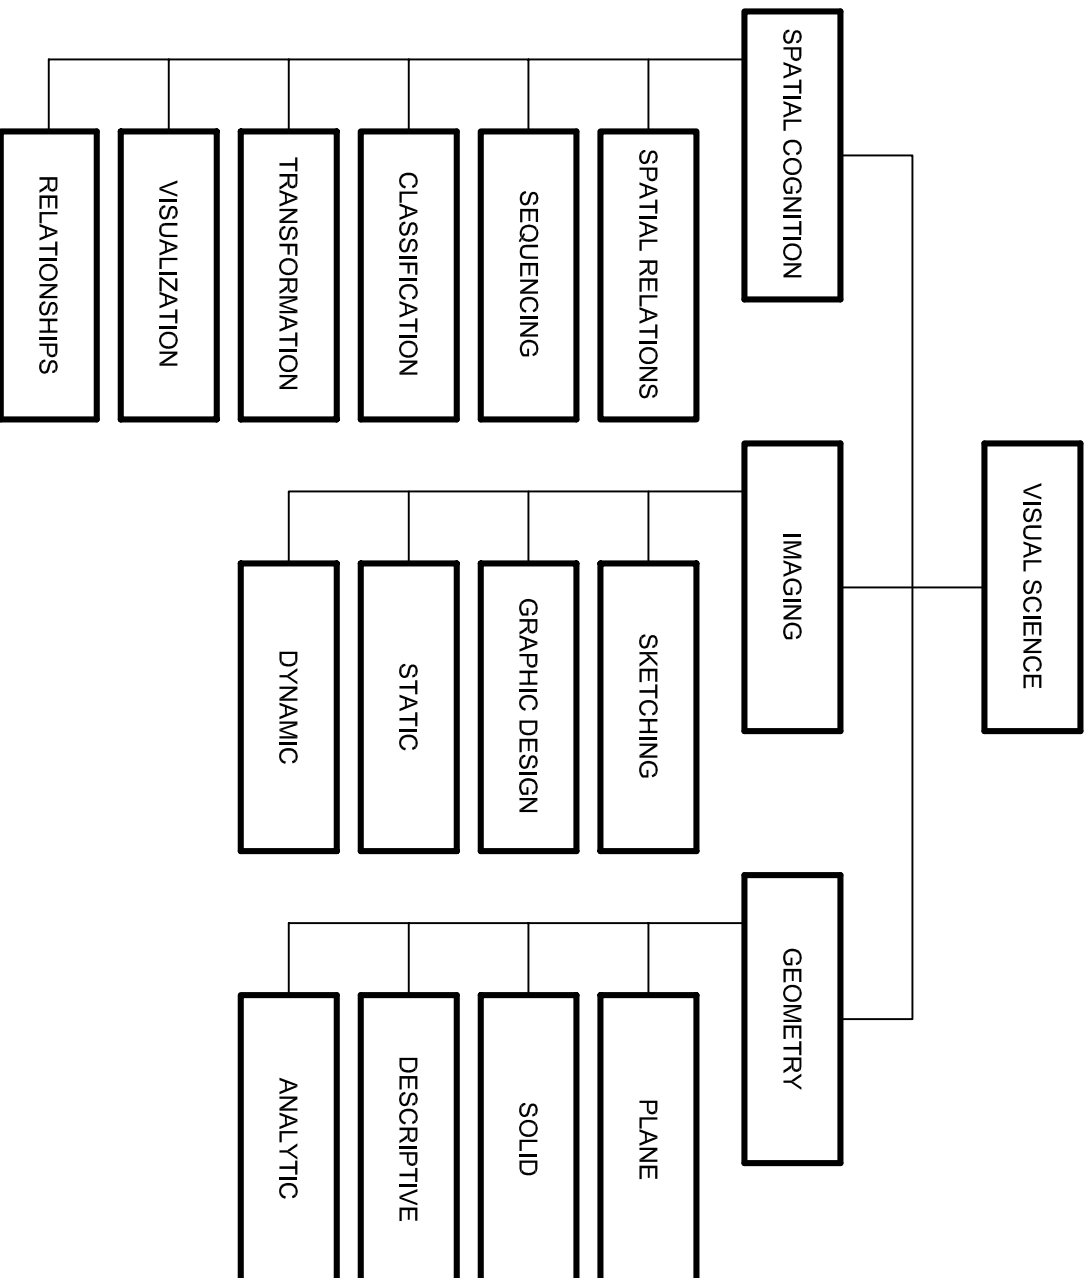 VISUAL SCIENCE
SPATIAL COGNITION
SPATIAL RELATIONS
SEQUENCING
CLASSIFICATION
TRANSFORMATION
VISUALIZATION
RELATIONSHIPS
IMAGING
SKETCHING
GRAPHIC DESIGN
STATIC
DYNAMIC
GEOMETRY
PLANE
SOLID
DESCRIPTIVE
ANALYTIC